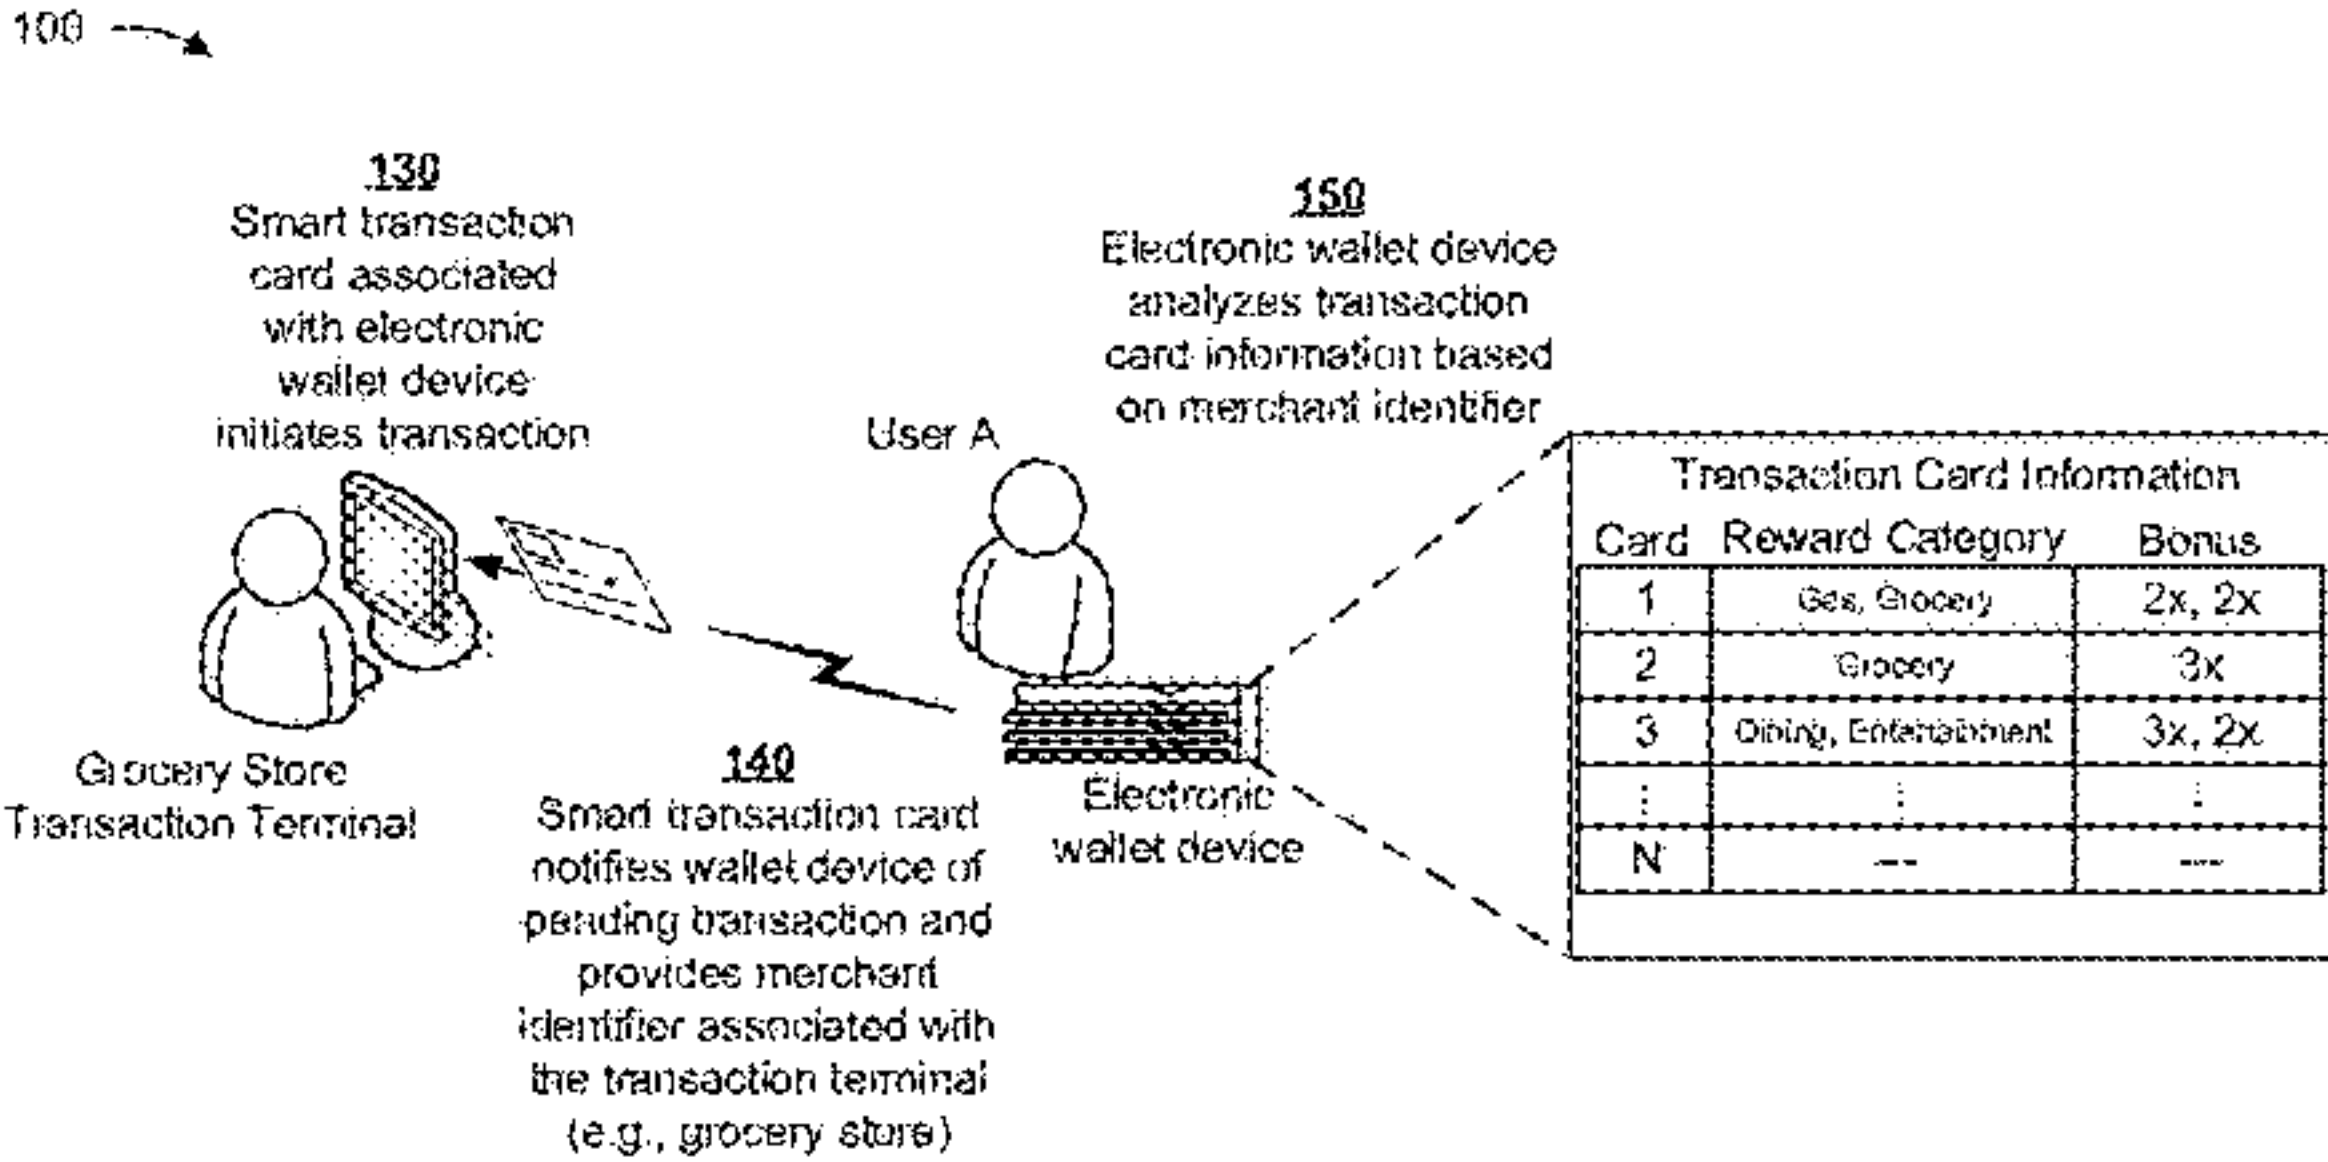 100
130
Smart transaction
card associated
with electronic
wallet device
initiates transaction
Grocery Store
Transaction Terminal
140
Smart transaction card
notifies wallet device of
pending transaction and
provides merchant
identifier associated with
the transaction terminal
(e.g., grocery store)
User A
Electronic
wallet device
150
Electronic wallet device
analyzes transaction
card information based
on merchant identifier
Transaction Card Information
Card Reward Category Bonus
1 Gas, Grocery 2x, 2x
2 Grocery 3x
3 Dining, Entertainment 3x, 2x
⋮ ⋮ ⋮
N --- ---